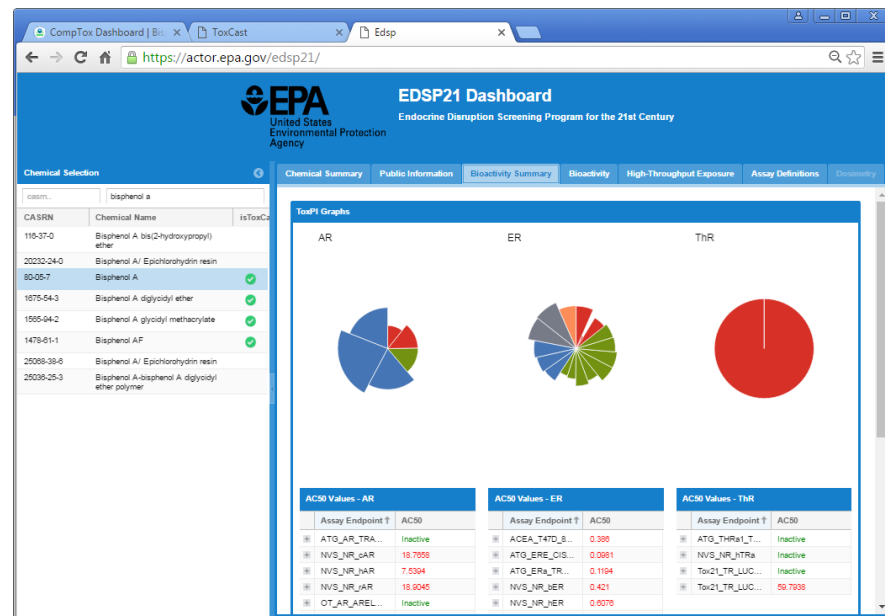 CompTox Dashboard | Bis
ToxCast
Edsp
https://actor.epa.gov/edsp21/
EPA
United States
Environmental Protection
Agency
EDSP21 Dashboard
Endocrine Disruption Screening Program for the 21st Century
Chemical Selection
Chemical Summary
Public Information
Bioactivity Summary
Bioactivity
High-Throughput Exposure
Assay Definitions
Dosimetry
casrn..
bisphenol a
CASRN
Chemical Name
isToxCa
116-37-0
Bisphenol A bis(2-hydroxypropyl)
ether
20232-24-0
Bisphenol A/ Epichlorohydrin resin
80-05-7
Bisphenol A
1675-54-3
Bisphenol A diglycidyl ether
1565-94-2
Bisphenol A glycidyl methacrylate
1478-61-1
Bisphenol AF
25068-38-6
Bisphenol A/ Epichlorohydrin resin
25036-25-3
Bisphenol A-bisphenol A diglycidyl
ether polymer
ToxPI Graphs
AR
ER
ThR
AC50 Values - AR
Assay Endpoint ↑ AC50
ATG_AR_TRA... Inactive
NVS_NR_cAR 18.7658
NVS_NR_hAR 7.5394
NVS_NR_rAR 18.9045
OT_AR_AREL... Inactive
AC50 Values - ER
Assay Endpoint ↑ AC50
ACEA_T47D_8... 0.386
ATG_ERE_CIS... 0.0981
ATG_ERa_TR... 0.1194
NVS_NR_bER 0.421
NVS_NR_hER 0.6076
AC50 Values - ThR
Assay Endpoint ↑ AC50
ATG_THRa1_T... Inactive
NVS_NR_hTRa Inactive
Tox21_TR_LUC... Inactive
Tox21_TR_LUC... 59.7938